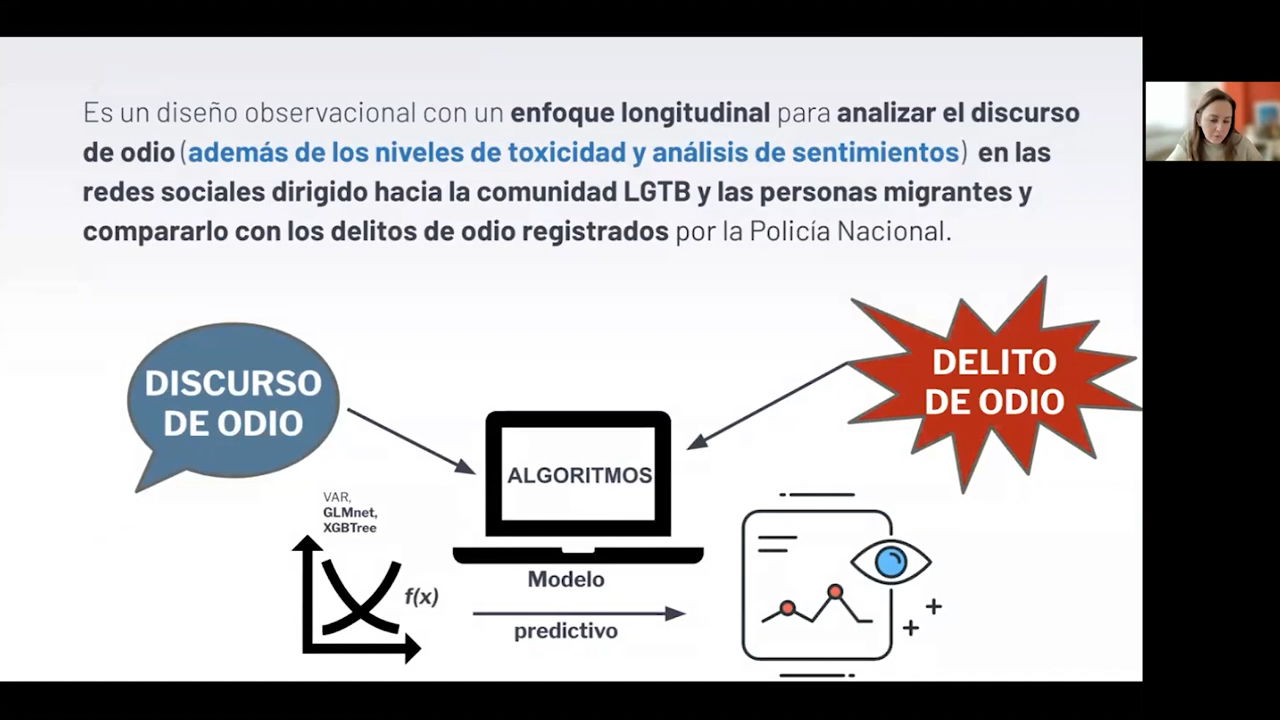 Es un diseño observacional con un enfoque longitudinal para analizar el discurso
de odio (además de los niveles de toxicidad y análisis de sentimientos) en las
redes sociales dirigido hacia la comunidad LGTB y las personas migrantes y
compararlo con los delitos de odio registrados por la Policía Nacional.
DISCURSO
DE ODIO
DELITO
DE ODIO
ALGORITMOS
VAR,
GLMnet,
XGBTree
f(x)
Modelo
predictivo